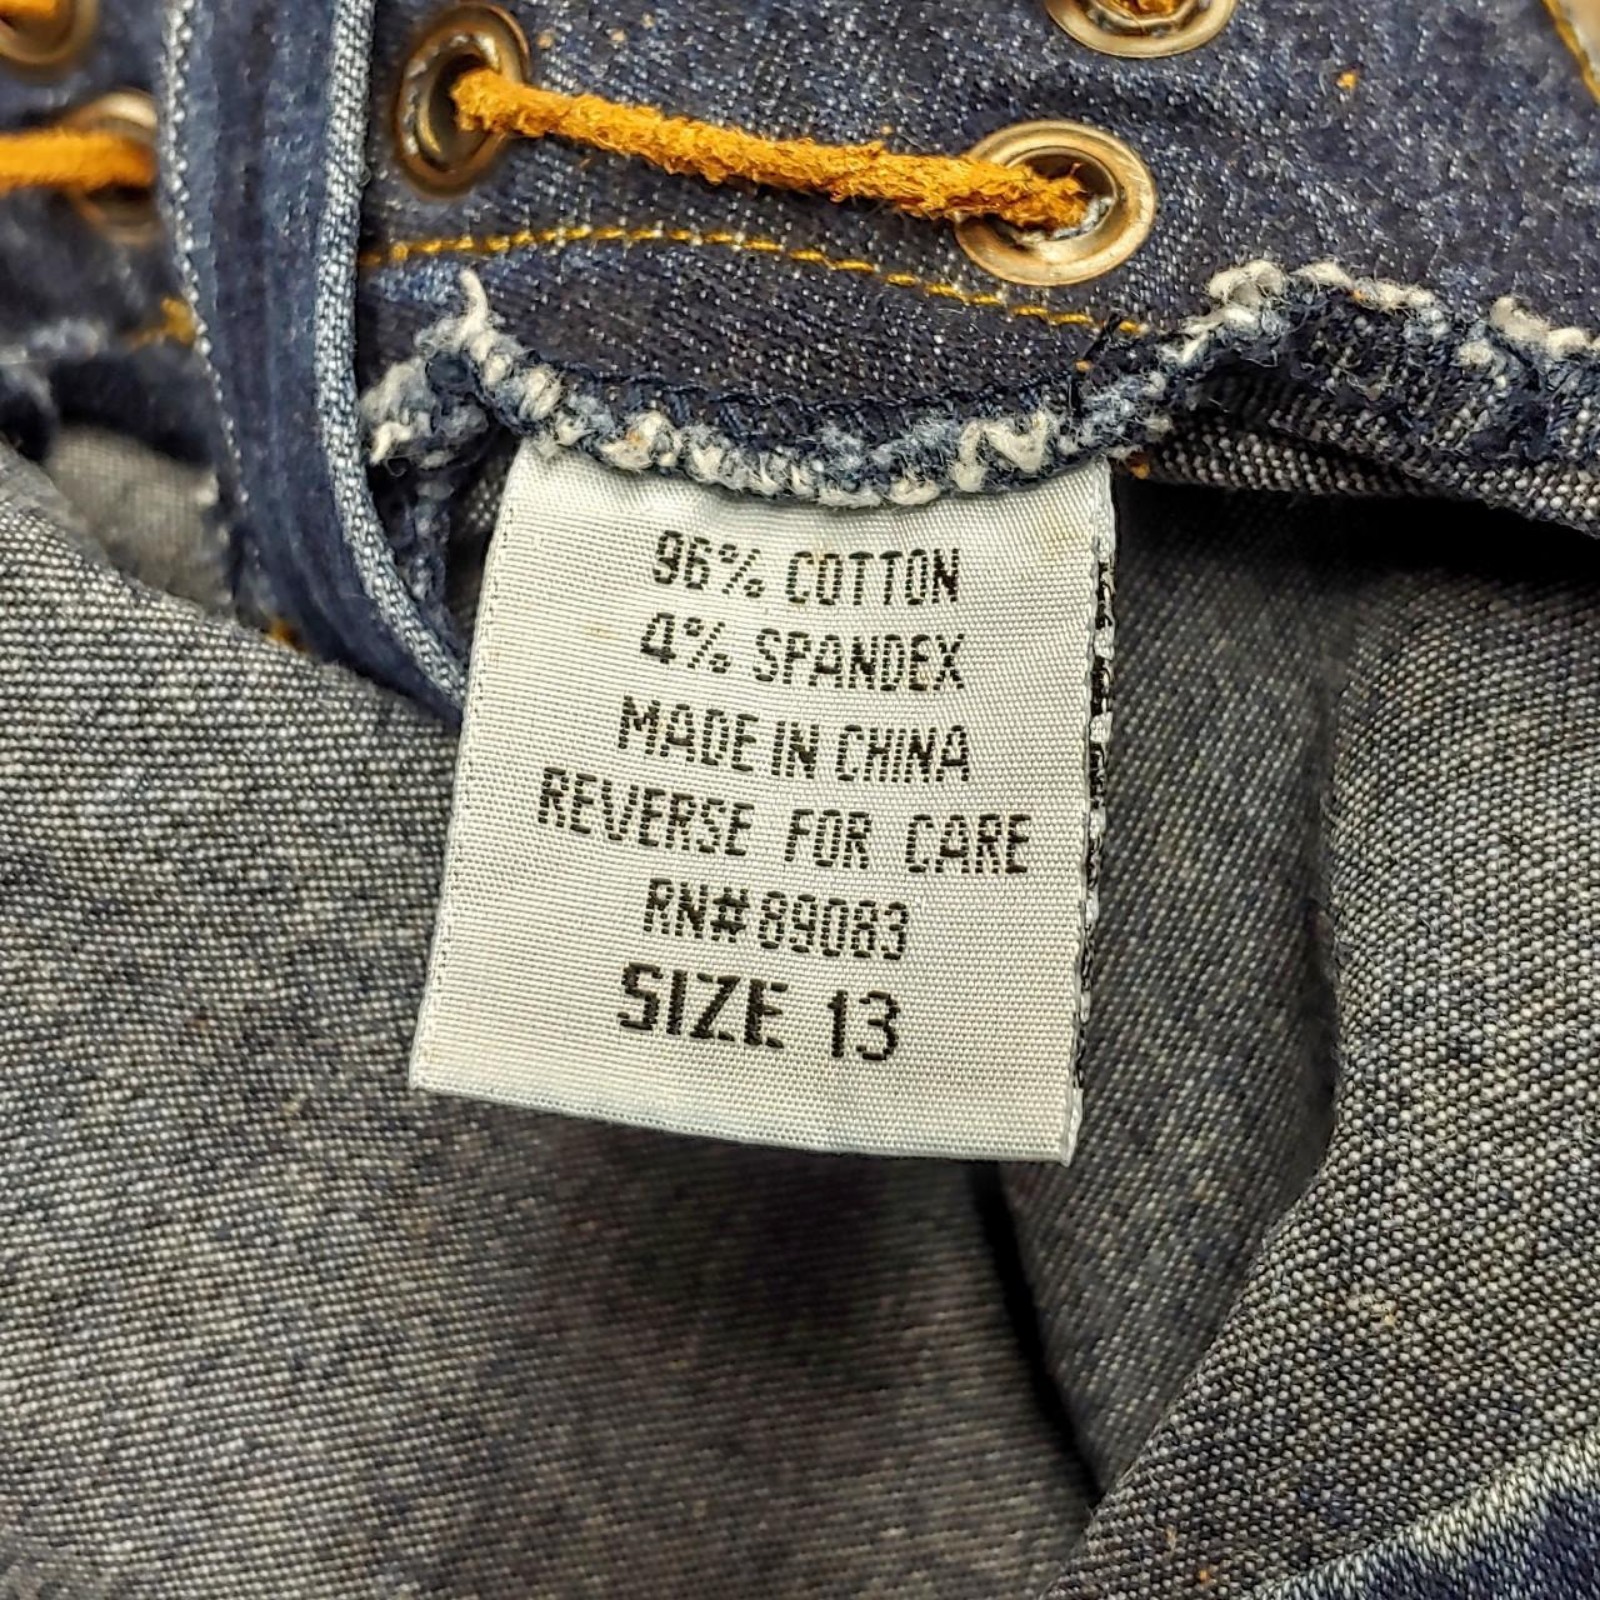 96% COTTON
4% SPANDEX
MADE IN CHINA
REVERSE FOR CARE
RN# 89083
SIZE 13